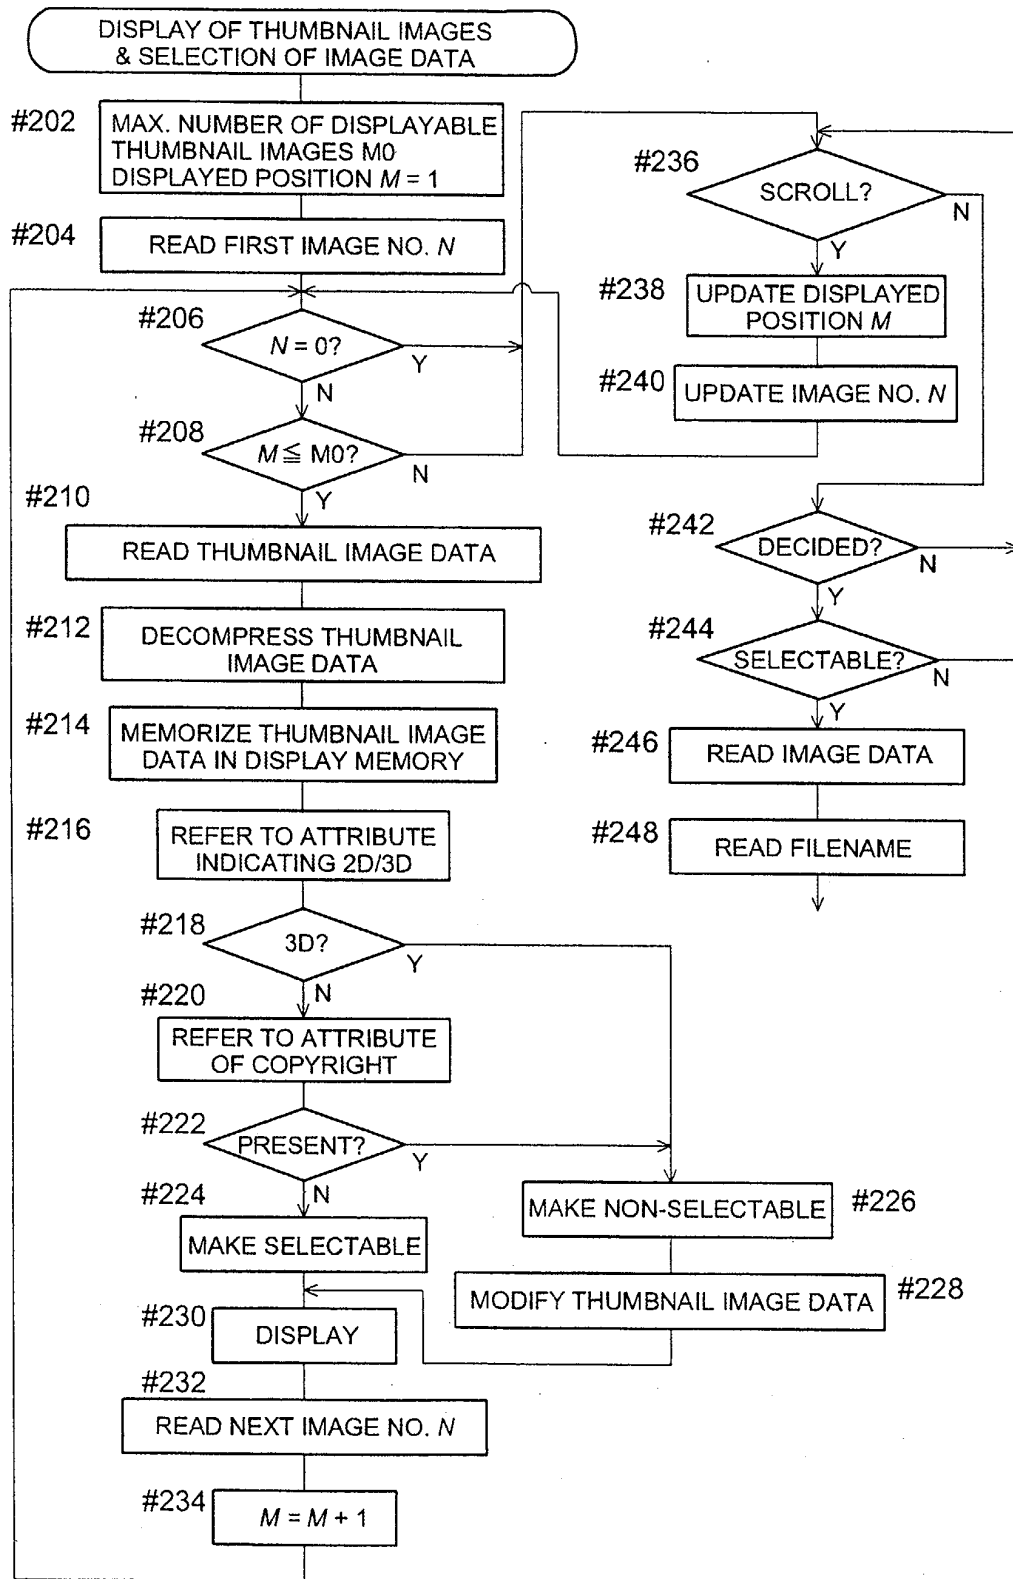 DISPLAY OF THUMBNAIL IMAGES
& SELECTION OF IMAGE DATA
#202
MAX. NUMBER OF DISPLAYABLE
THUMBNAIL IMAGES M0
DISPLAYED POSITION M = 1
#204
READ FIRST IMAGE NO. N
#206
N = 0?
Y
N
#208
M ≦ M0?
N
Y
#210
READ THUMBNAIL IMAGE DATA
#212
DECOMPRESS THUMBNAIL
IMAGE DATA
#214
MEMORIZE THUMBNAIL IMAGE
DATA IN DISPLAY MEMORY
#216
REFER TO ATTRIBUTE
INDICATING 2D/3D
#218
3D?
Y
N
#220
REFER TO ATTRIBUTE
OF COPYRIGHT
#222
PRESENT?
Y
N
#224
MAKE SELECTABLE
MAKE NON-SELECTABLE
#226
MODIFY THUMBNAIL IMAGE DATA
#228
#230
DISPLAY
#232
READ NEXT IMAGE NO. N
#234
M = M + 1
#236
SCROLL?
N
Y
#238
UPDATE DISPLAYED
POSITION M
#240
UPDATE IMAGE NO. N
#242
DECIDED?
N
Y
#244
SELECTABLE?
N
Y
#246
READ IMAGE DATA
#248
READ FILENAME